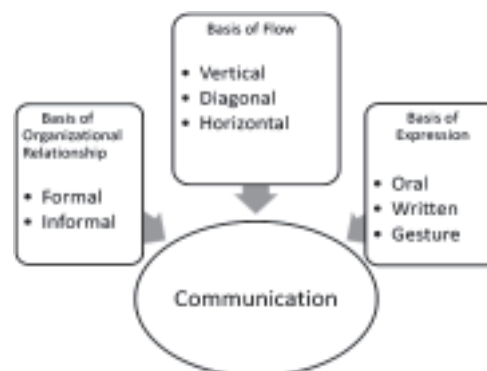 Basis of
Organizational
Relationship
• Formal
• Informal
Basis of Flow
• Vertical
• Diagonal
• Horizontal
Basis of
Expression
• Oral
• Written
• Gesture
Communication